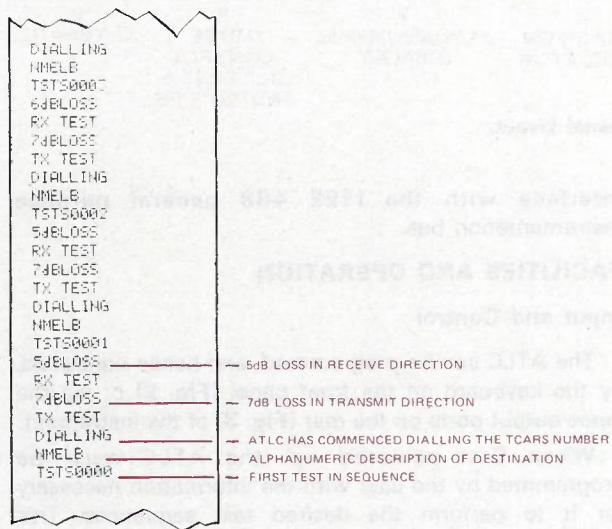 DIALLING
NMELB
TSTS0003
6dBLOSS
RX TEST
7dBLOSS
TX TEST
DIALLING
NMELB
TSTS0002
5dBLOSS
RX TEST
7dBLOSS
TX TEST
DIALLING
NMELB
TSTS0001
5dBLOSS 5dB LOSS IN RECEIVE DIRECTION
RX TEST
7dBLOSS 7dB LOSS IN TRANSMIT DIRECTION
TX TEST
DIALLING ATLC HAS COMMENCED DIALLING THE TCARS NUMBER
NMELB ALPHANUMERIC DESCRIPTION OF DESTINATION
TSTS0000 FIRST TEST IN SEQUENCE